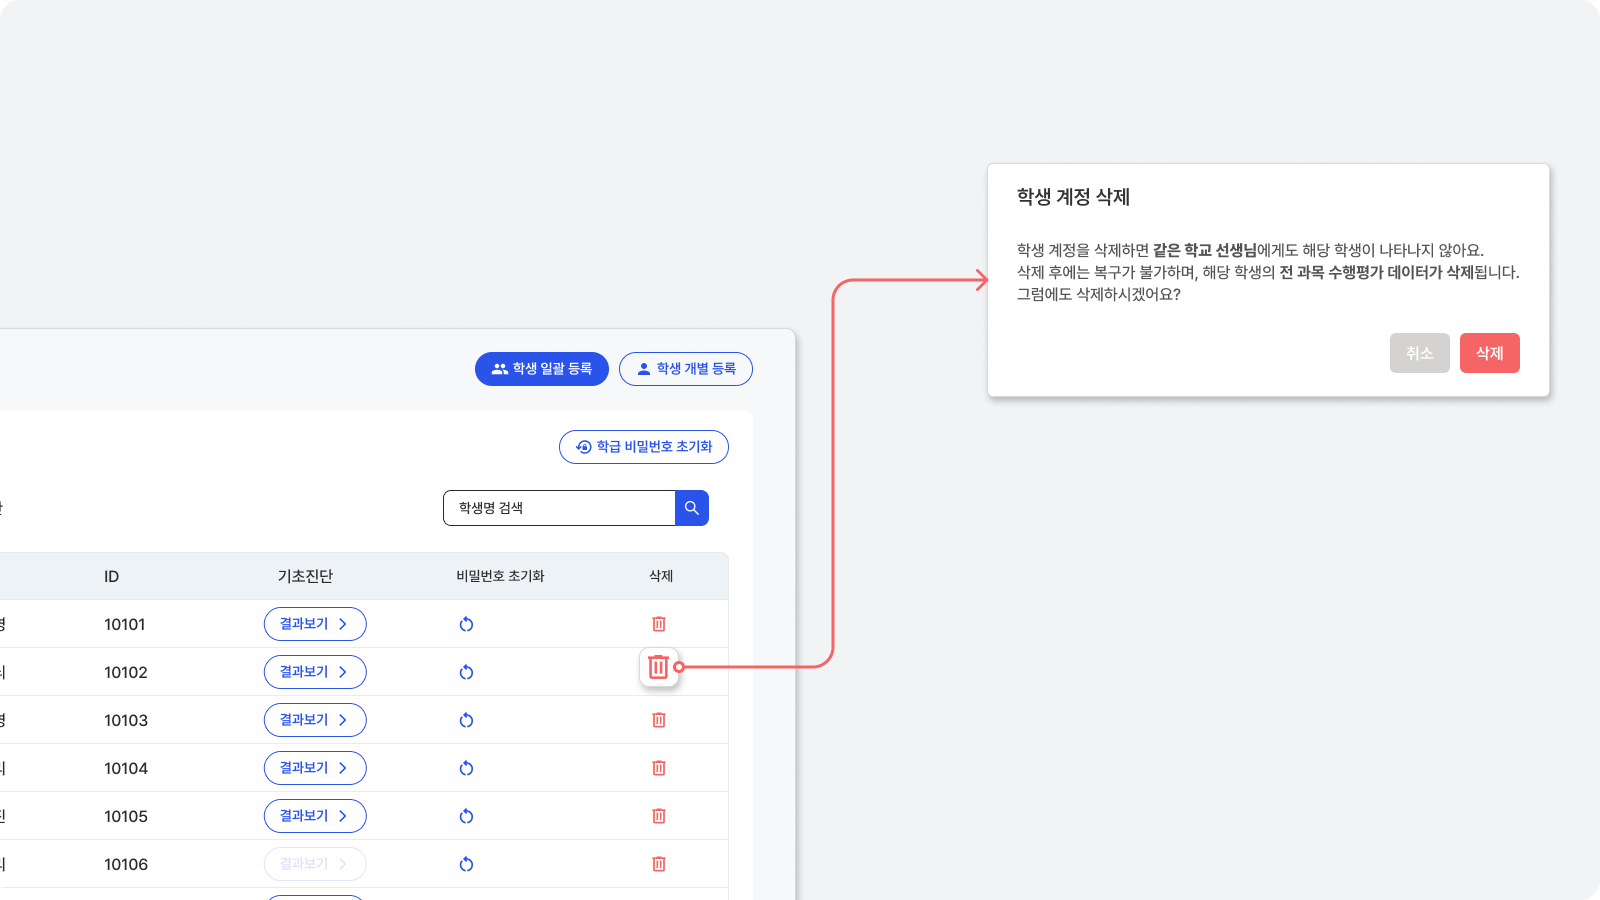 학생 계정 삭제
학생 계정을 삭제하면 같은 학교 선생님에게도 해당 학생이 나타나지 않아요.
삭제 후에는 복구가 불가하며, 해당 학생의 전 과목 수행평가 데이터가 삭제됩니다.
그럼에도 삭제하시겠어요?
취소 삭제
학생 일괄 등록 학생 개별 등록
학급 비밀번호 초기화
학생명 검색
ID 기초진단 비밀번호 초기화 삭제
10101 결과보기
10102 결과보기
10103 결과보기
10104 결과보기
10105 결과보기
10106 결과보기